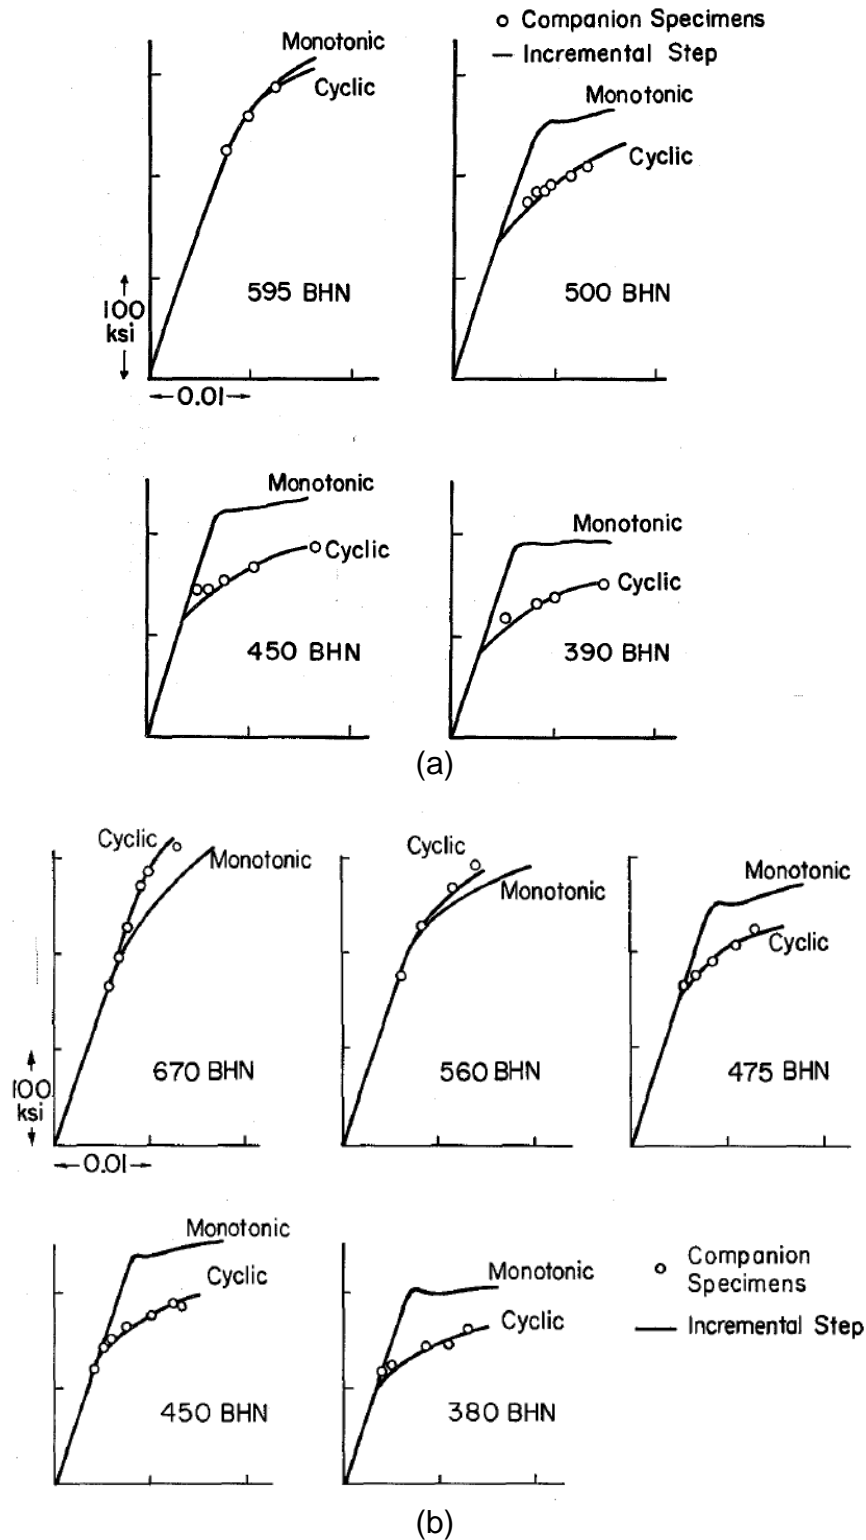 o Companion Specimens
— Incremental Step
Monotonic
Cyclic
595 BHN
100
ksi
0.01
Monotonic
Cyclic
500 BHN
Monotonic
Cyclic
450 BHN
Monotonic
Cyclic
390 BHN
(a)
Cyclic
Monotonic
670 BHN
100
ksi
0.01
Cyclic
Monotonic
560 BHN
Monotonic
Cyclic
475 BHN
Monotonic
Cyclic
450 BHN
Monotonic
Cyclic
380 BHN
o Companion
Specimens
— Incremental Step
(b)